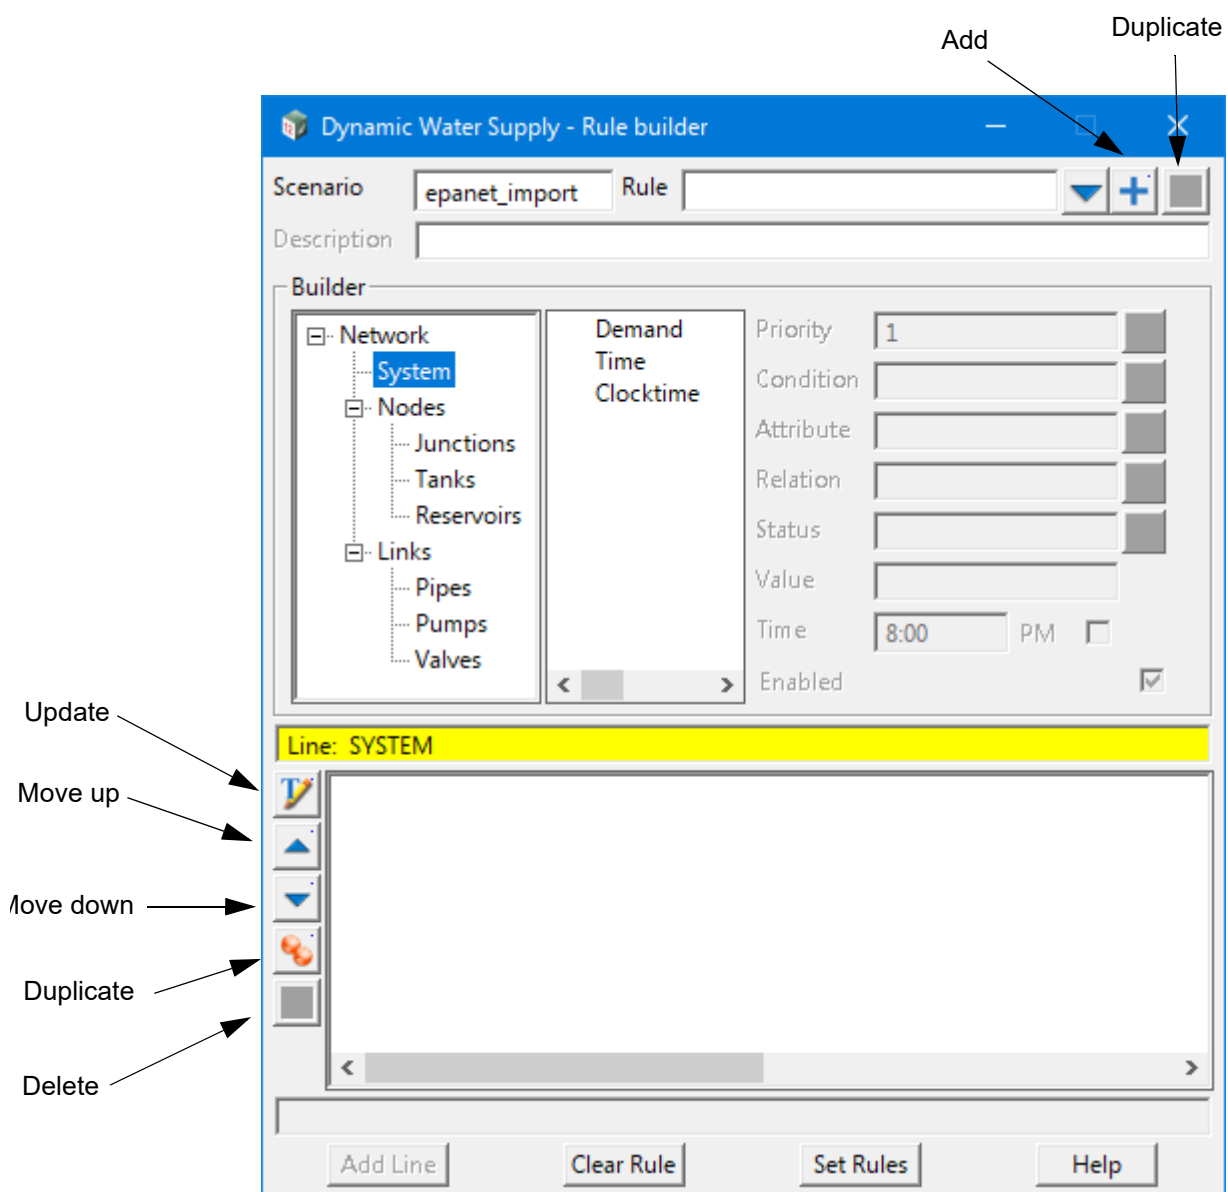 Duplicate
Add
Dynamic Water Supply - Rule builder
Scenario epanet_import Rule
Description
Builder
Network
System
Nodes
Junctions
Tanks
Reservoirs
Links
Pipes
Pumps
Valves
Demand
Time
Clocktime
Priority 1
Condition
Attribute
Relation
Status
Value
Time 8:00 PM
Enabled
Update
Line: SYSTEM
Move up
Move down
Duplicate
Delete
Add Line Clear Rule Set Rules Help